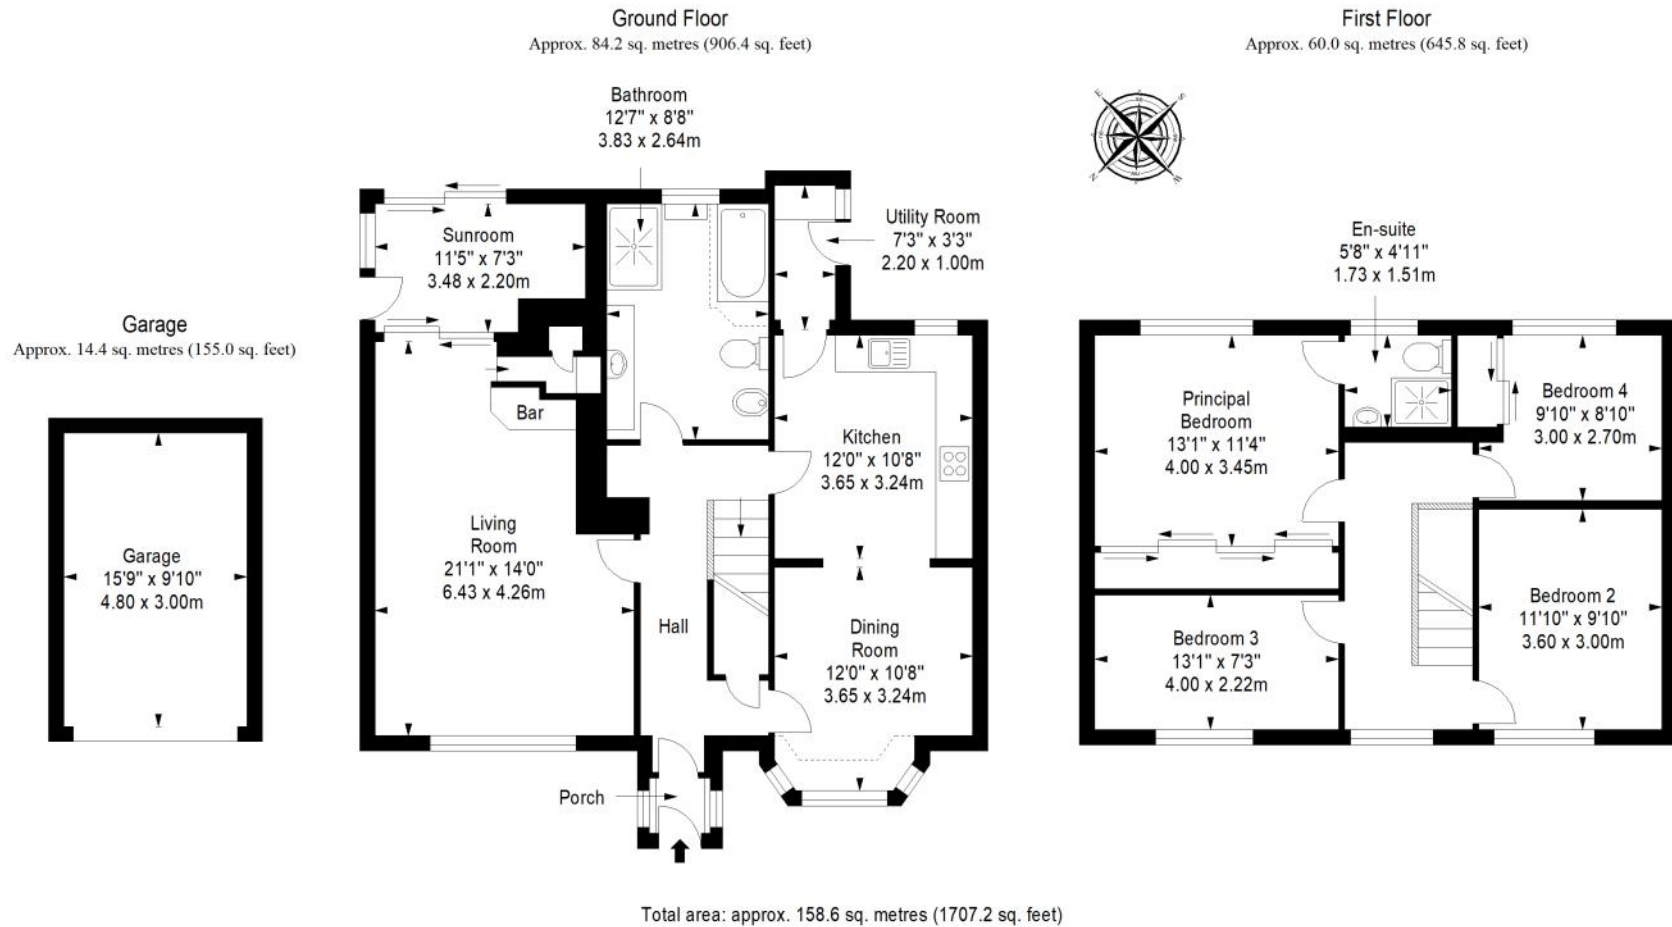 Ground Floor
Approx. 84.2 sq. metres (906.4 sq. feet)
First Floor
Approx. 60.0 sq. metres (645.8 sq. feet)
Bathroom
12'7" x 8'8"
3.83 x 2.64m
E
S
N
W
Utility Room
7'3" x 3'3"
2.20 x 1.00m
Sunroom
11'5" x 7'3"
3.48 x 2.20m
En-suite
5'8" x 4'11"
1.73 x 1.51m
Garage
Approx. 14.4 sq. metres (155.0 sq. feet)
Bar
Kitchen
12'0" x 10'8"
3.65 x 3.24m
Principal
Bedroom
13'1" x 11'4"
4.00 x 3.45m
Bedroom 4
9'10" x 8'10"
3.00 x 2.70m
Garage
15'9" x 9'10"
4.80 x 3.00m
Living
Room
21'1" x 14'0"
6.43 x 4.26m
Hall
Dining
Room
12'0" x 10'8"
3.65 x 3.24m
Bedroom 3
13'1" x 7'3"
4.00 x 2.22m
Bedroom 2
11'10" x 9'10"
3.60 x 3.00m
Porch
Total area: approx. 158.6 sq. metres (1707.2 sq. feet)